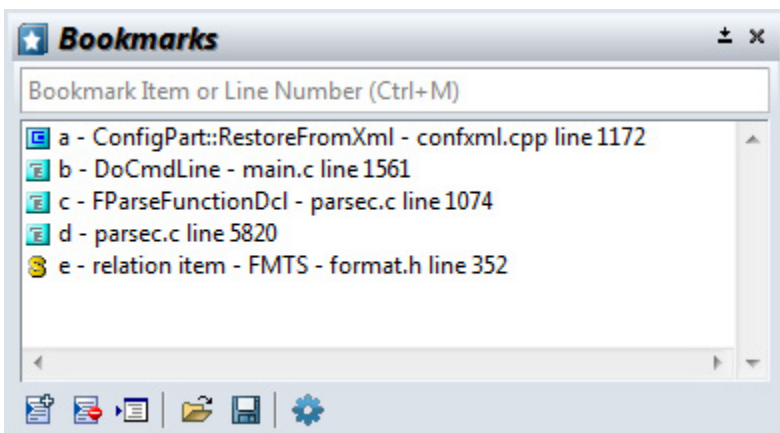 Bookmarks
Bookmark Item or Line Number (Ctrl+M)
a - ConfigPart::RestoreFromXml - confxml.cpp line 1172
b - DoCmdLine - main.c line 1561
c - FParseFunctionDcl - parsec.c line 1074
d - parsec.c line 5820
e - relation item - FMTS - format.h line 352